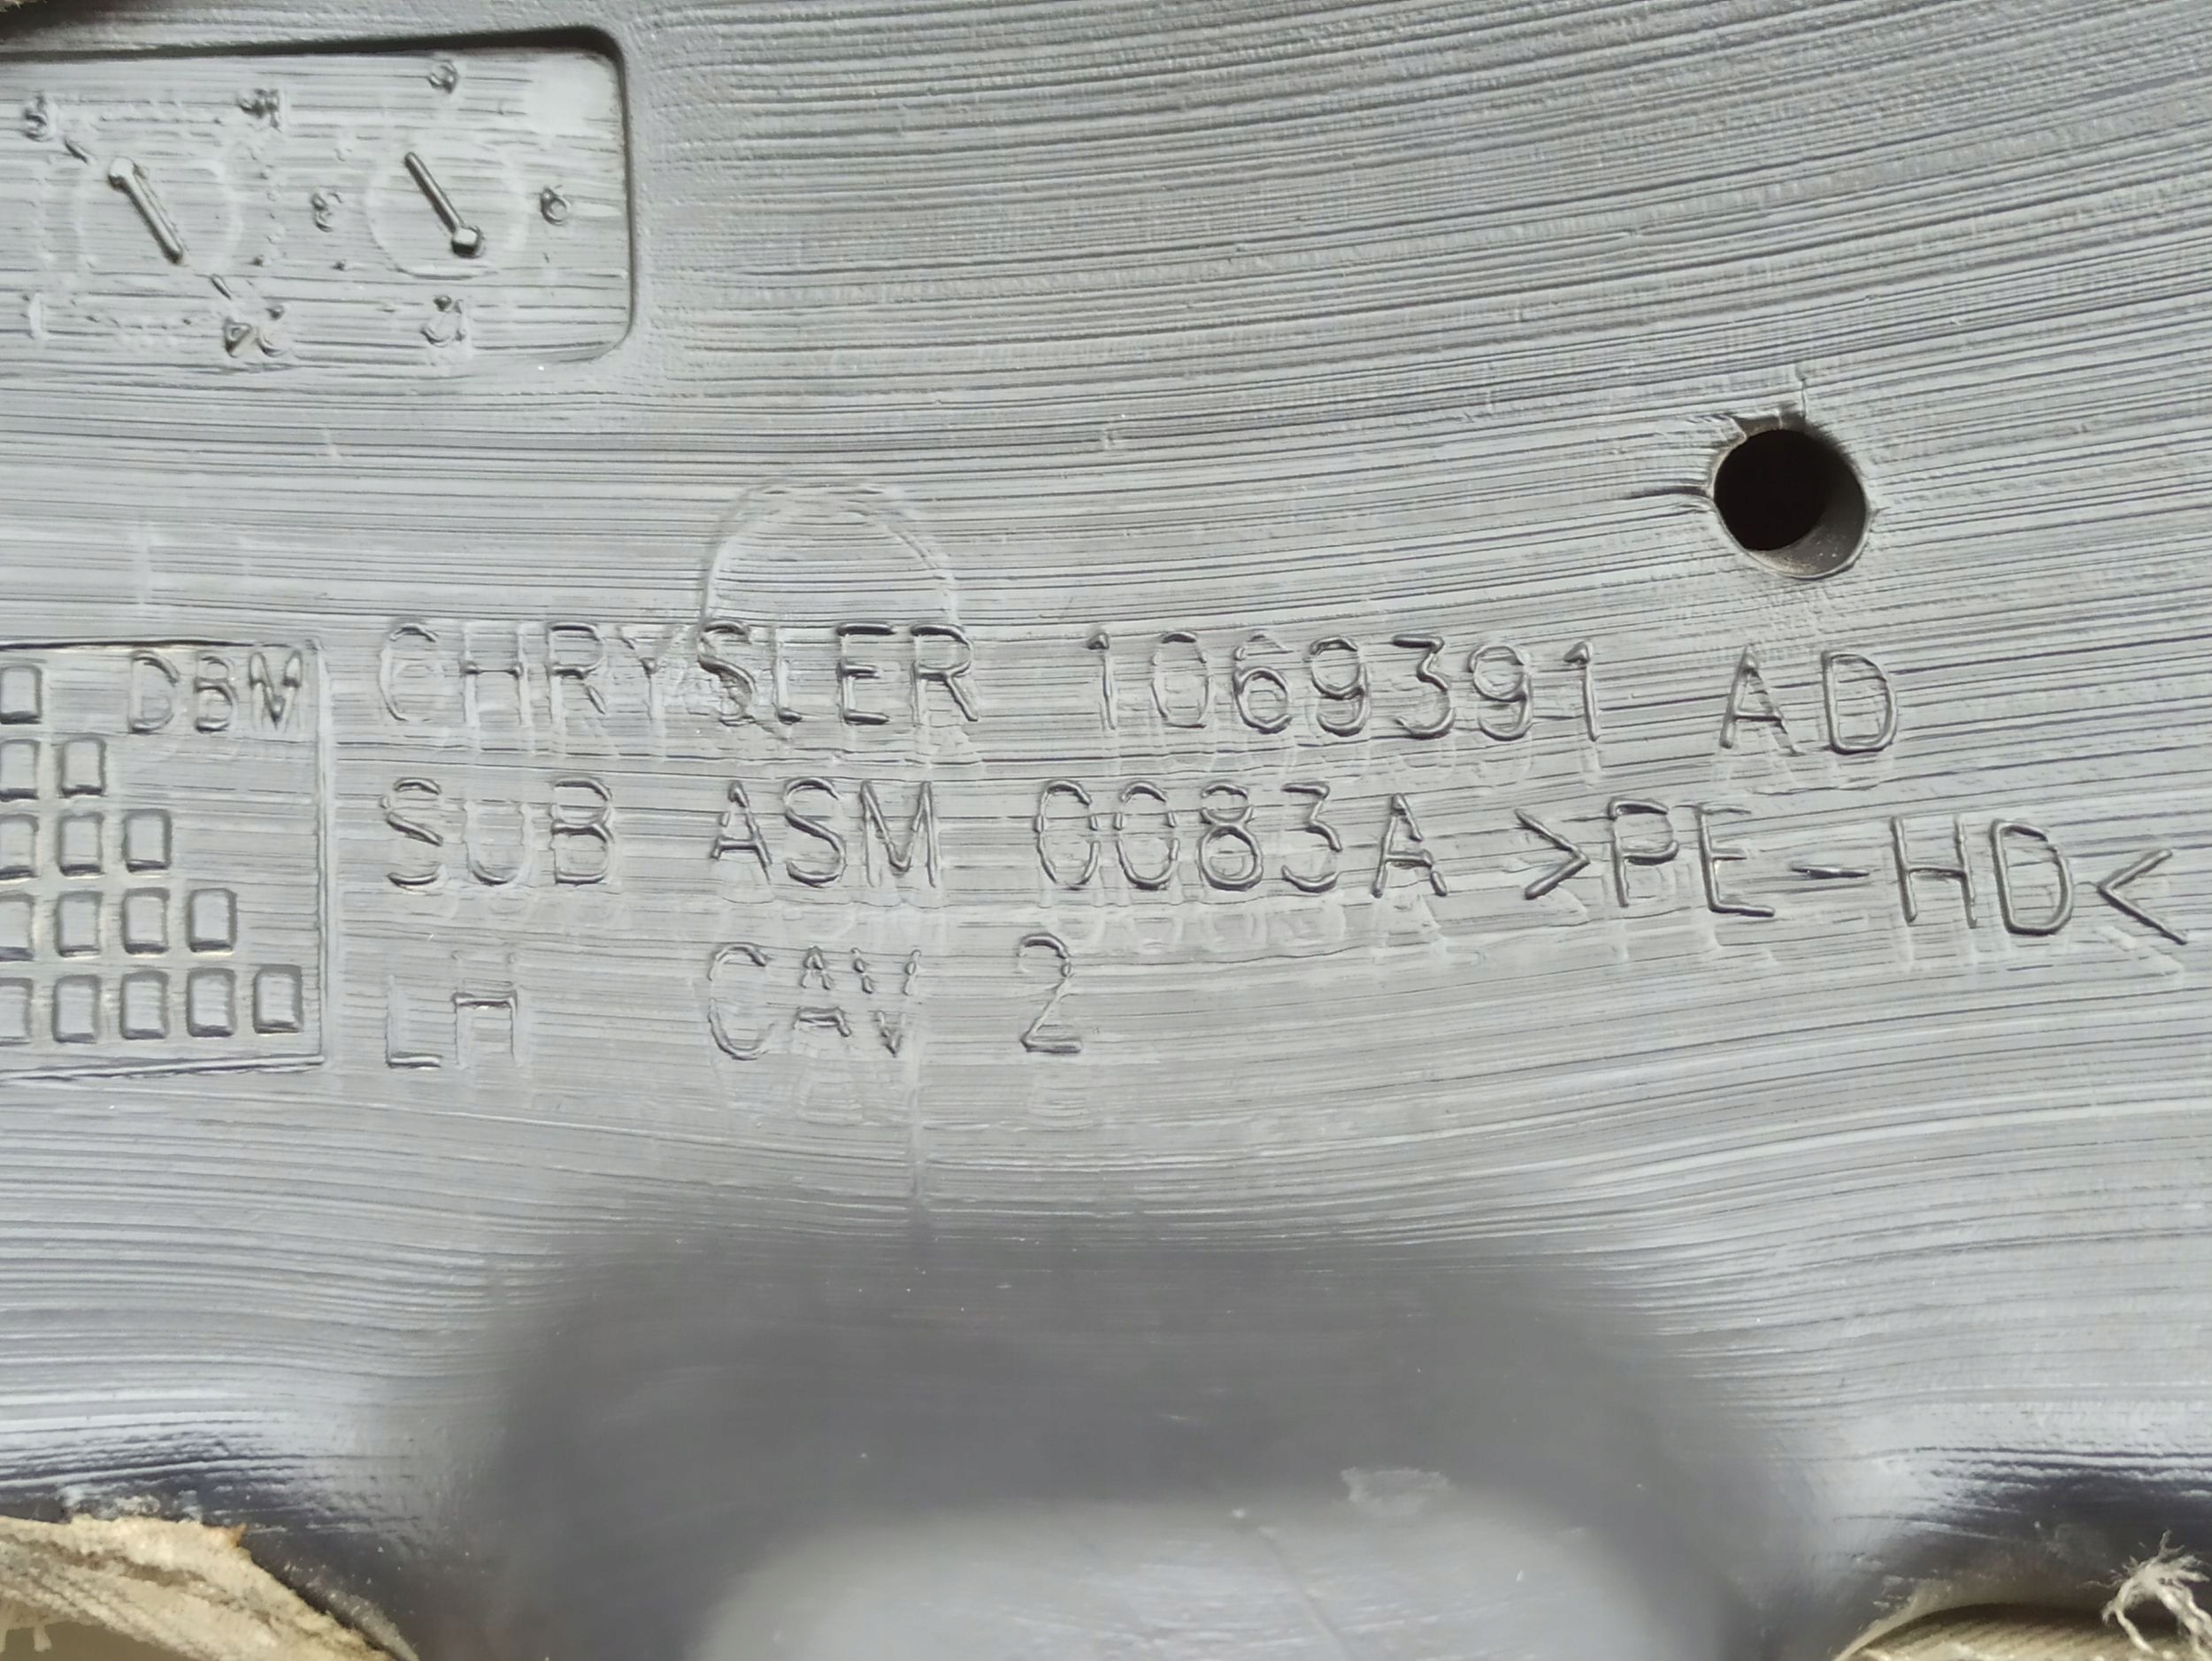 DBM
CHRYSLER 1069391 AD
SUB ASM 0083A >PE-HD<
LH CAV 2